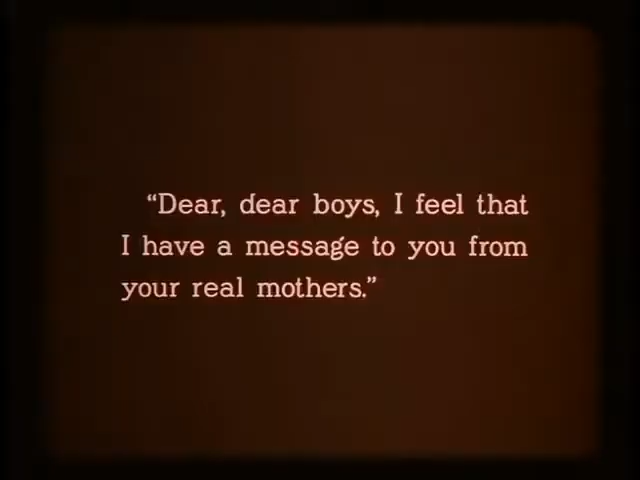 “Dear, dear boys, I feel that
I have a message to you from
your real mothers.”